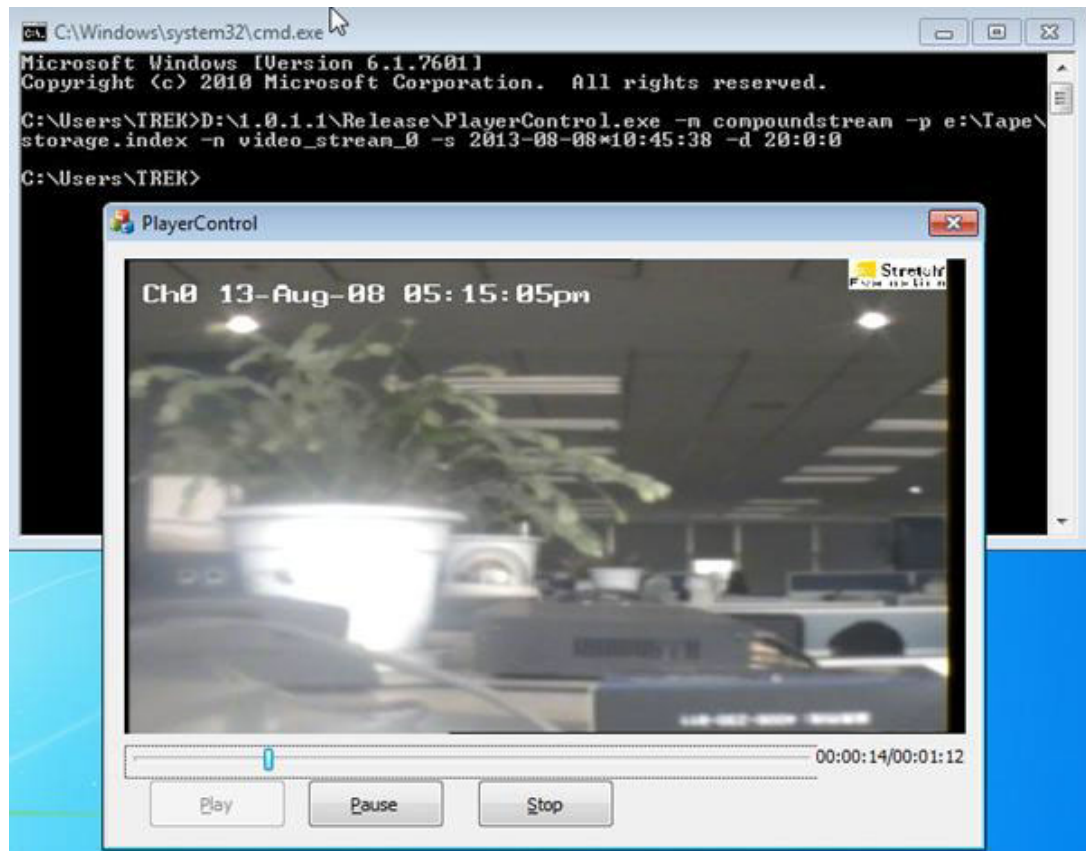 C:\Windows\system32\cmd.exe
Microsoft Windows [Version 6.1.7601]
Copyright (c) 2010 Microsoft Corporation.  All rights reserved.
C:\Users\TREK>D:\1.0.1.1\Release\PlayerControl.exe -m compoundstream -p e:\Tape\
storage.index -n video_stream_0 -s 2013-08-08*10:45:38 -d 20:0:0
C:\Users\TREK>
PlayerControl
Ch0 13-Aug-08 05:15:05pm
00:00:14/00:01:12
Play
Pause
Stop